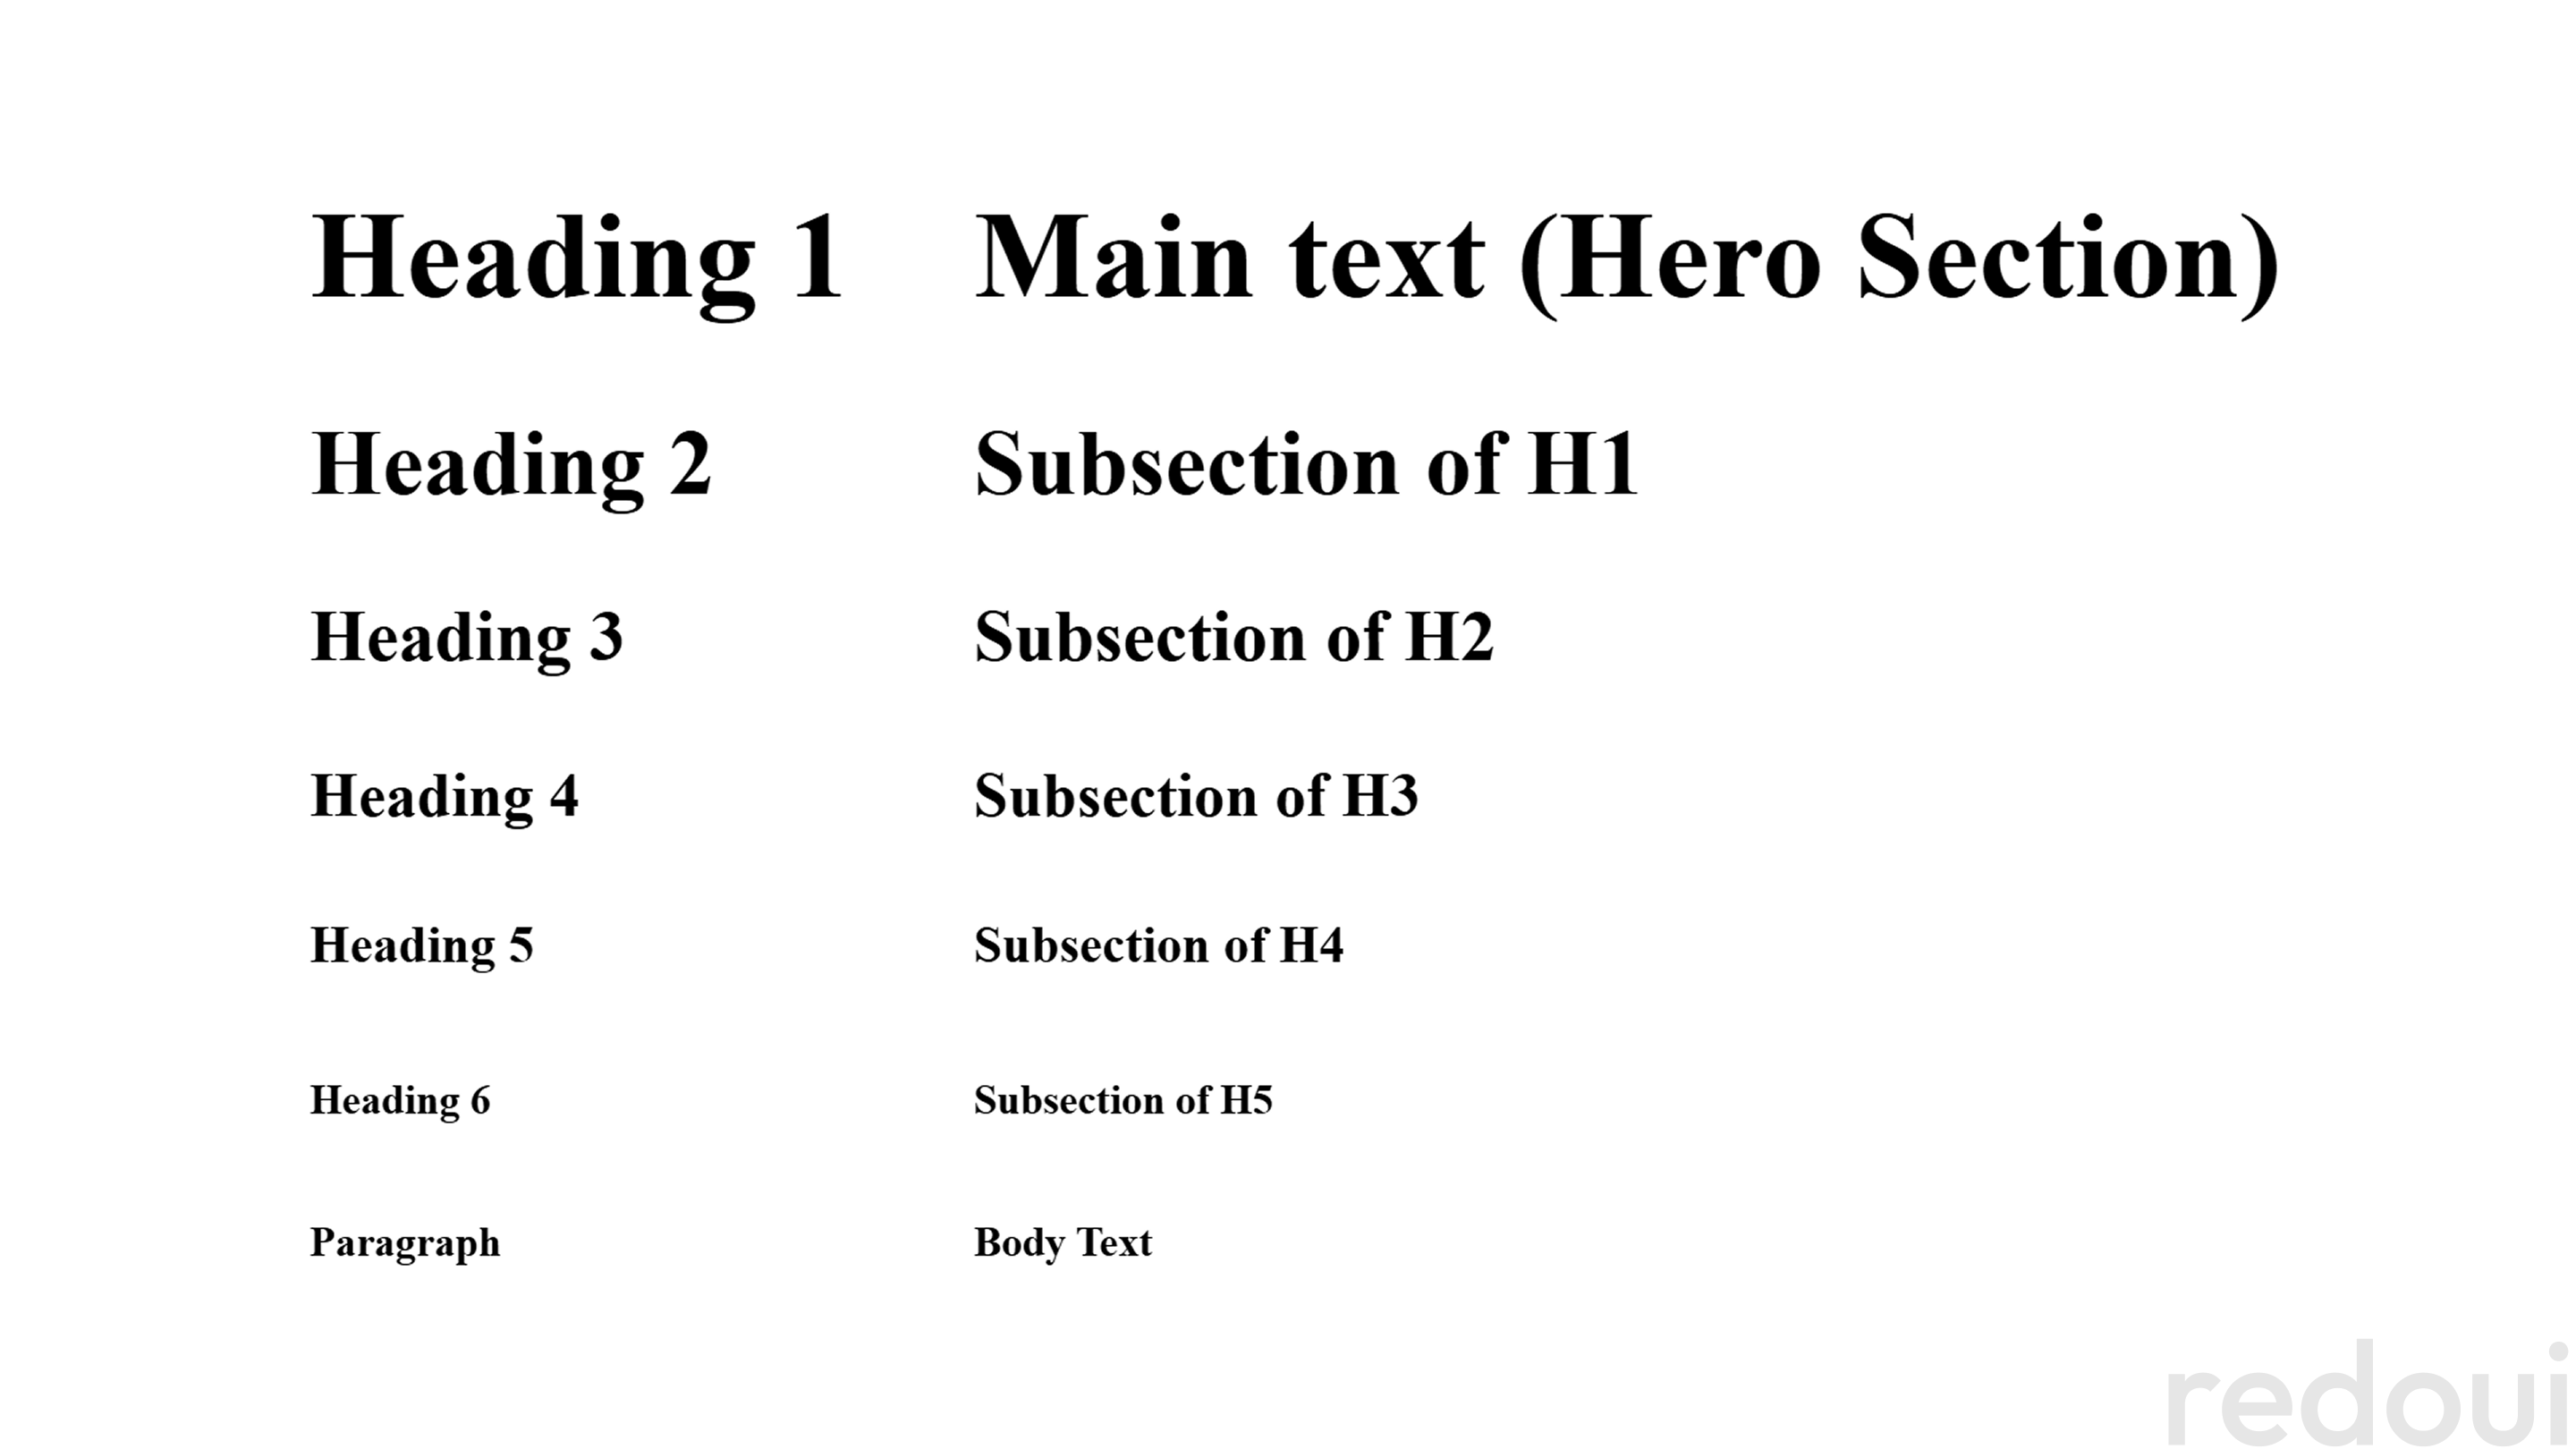 Heading 1 Main text (Hero Section)
Heading 2 Subsection of H1
Heading 3 Subsection of H2
Heading 4 Subsection of H3
Heading 5 Subsection of H4
Heading 6 Subsection of H5
Paragraph Body Text
redoui